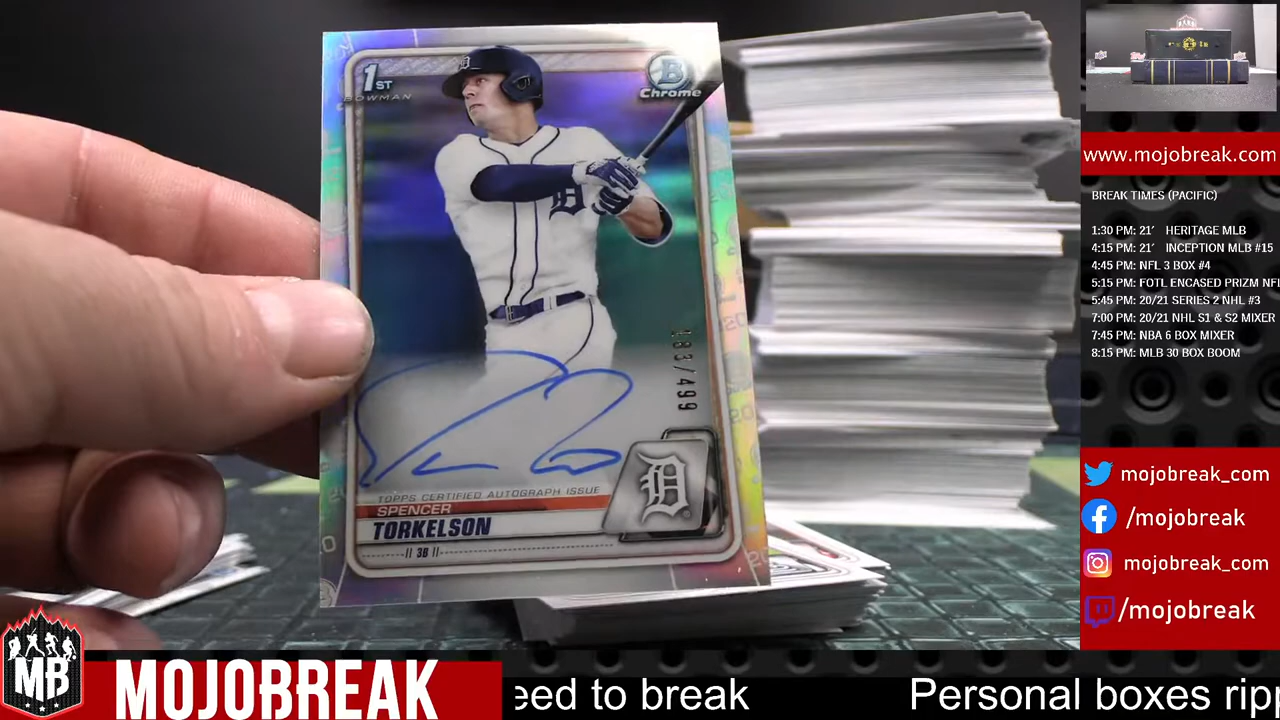 1ST
BOWMAN
B
Chrome
D
183/499
TOPPS CERTIFIED AUTOGRAPH ISSUE
SPENCER
TORKELSON
|| 3B ||
D
www.mojobreak.com
BREAK TIMES (PACIFIC)
1:30 PM: 21´ HERITAGE MLB
4:15 PM: 21´ INCEPTION MLB #15
4:45 PM: NFL 3 BOX #4
5:15 PM: FOTL ENCASED PRIZM NFL
5:45 PM: 20/21 SERIES 2 NHL #3
7:00 PM: 20/21 NHL S1 & S2 MIXER
7:45 PM: NBA 6 BOX MIXER
8:15 PM: MLB 30 BOX BOOM
mojobreak_com
/mojobreak
mojobreak_com
/mojobreak
MB
MOJOBREAK
eed to break Personal boxes ripp